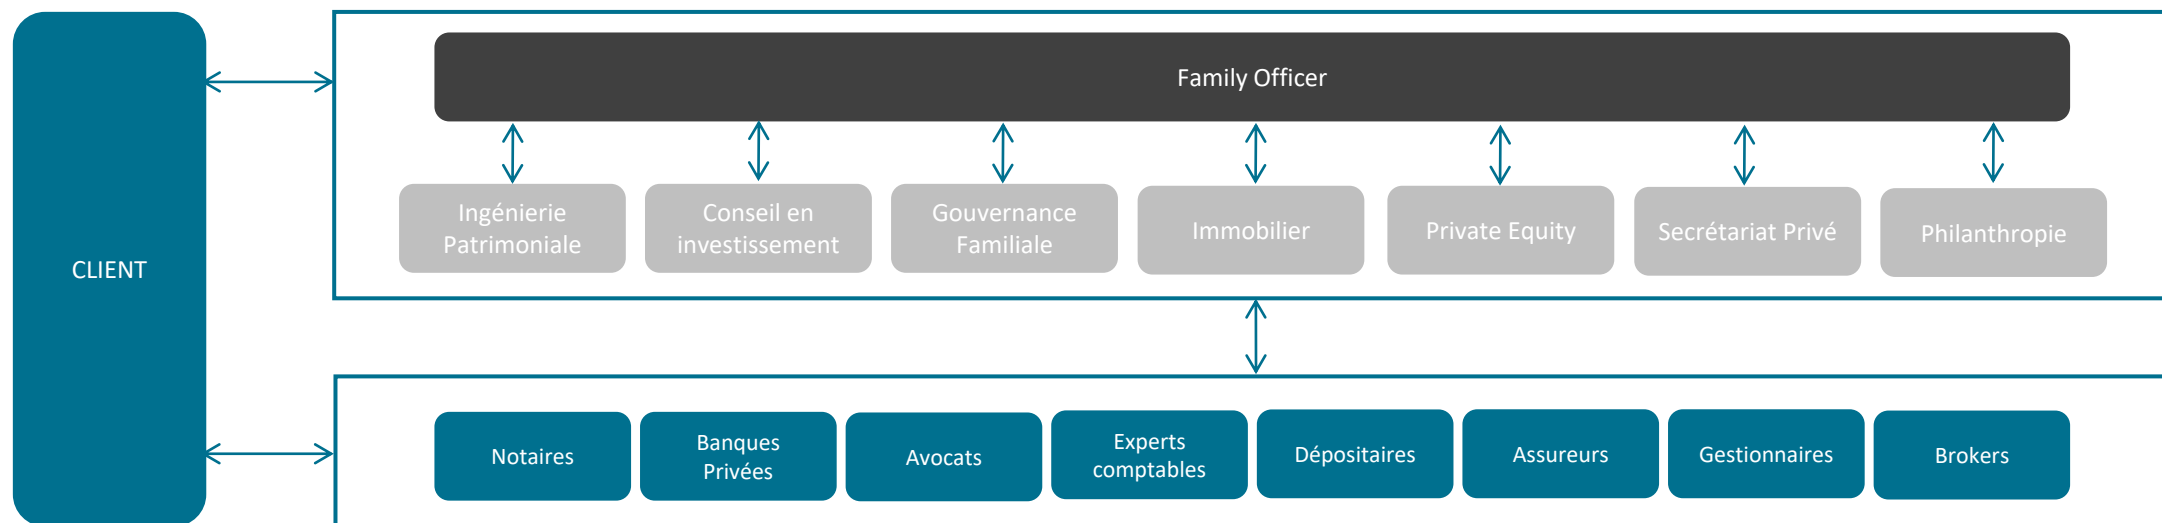 CLIENT
Family Officer
Ingénierie
Patrimoniale
Conseil en
investissement
Gouvernance
Familiale
Immobilier
Private Equity
Secrétariat Privé
Philanthropie
Notaires
Banques
Privées
Avocats
Experts
comptables
Dépositaires
Assureurs
Gestionnaires
Brokers